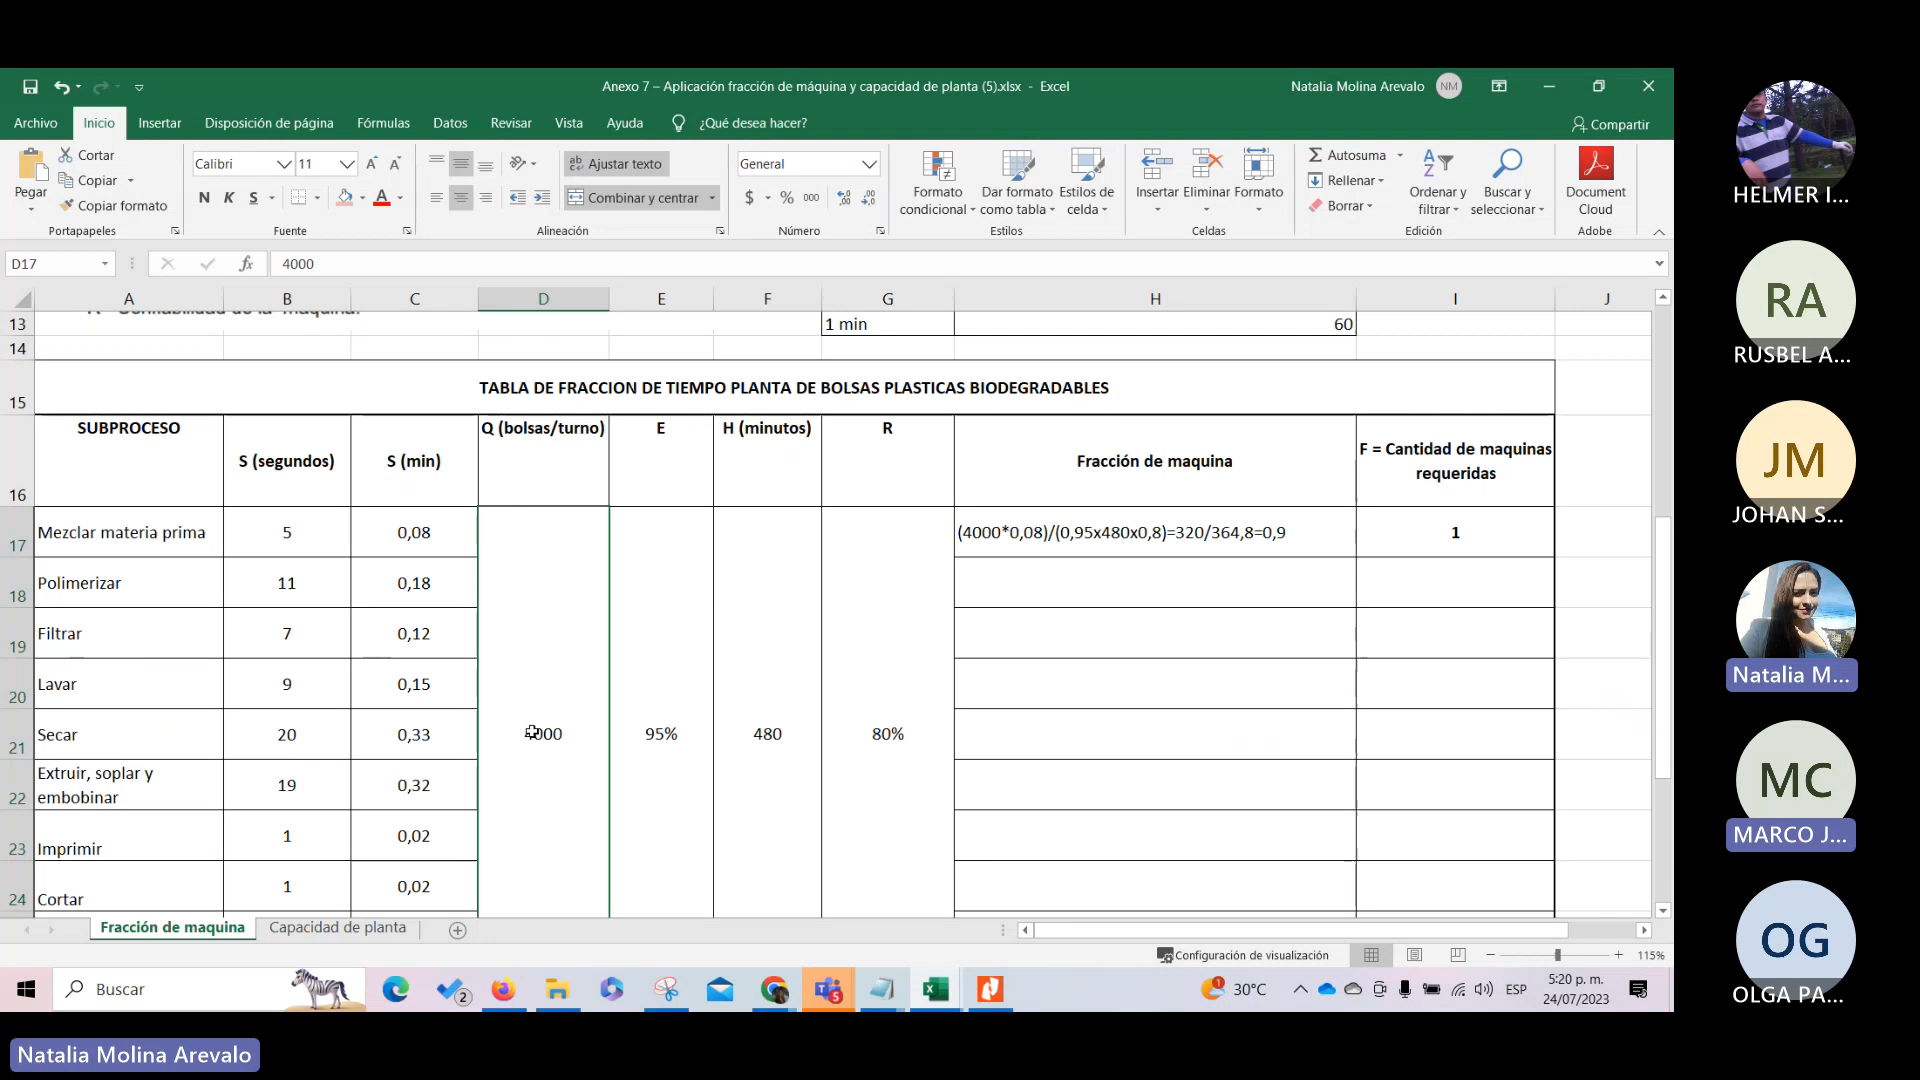 Anexo 7 – Aplicación fracción de máquina y capacidad de planta (5).xlsx - Excel
Natalia Molina Arevalo
NM
Archivo
Inicio
Insertar
Disposición de página
Fórmulas
Datos
Revisar
Vista
Ayuda
¿Qué desea hacer?
Compartir
Pegar
Cortar
Copiar
Copiar formato
Portapapeles
Calibri
11
N K S
Fuente
Ajustar texto
Combinar y centrar
Alineación
General
$ % 000
Número
Formato condicional
Dar formato como tabla
Estilos de celda
Estilos
Insertar
Eliminar
Formato
Celdas
Autosuma
Rellenar
Borrar
Ordenar y filtrar
Buscar y seleccionar
Edición
Document Cloud
Adobe
D17
fx
4000
A B C D E F G H I J
13 1 min 60
14
15 TABLA DE FRACCION DE TIEMPO PLANTA DE BOLSAS PLASTICAS BIODEGRADABLES
16 SUBPROCESO S (segundos) S (min) Q (bolsas/turno) E H (minutos) R Fracción de maquina F = Cantidad de maquinas requeridas
17 Mezclar materia prima 5 0,08 (4000*0,08)/(0,95x480x0,8)=320/364,8=0,9 1
18 Polimerizar 11 0,18
19 Filtrar 7 0,12
20 Lavar 9 0,15
21 Secar 20 0,33 000 95% 480 80%
22 Extruir, soplar y embobinar 19 0,32
23 Imprimir 1 0,02
24 Cortar 1 0,02
Fracción de maquina
Capacidad de planta
Configuración de visualización
115%
Buscar
2
5
1
30°C
ESP
5:20 p. m.
24/07/2023
HELMER I...
RA
RUSBEL A...
JM
JOHAN S...
Natalia M...
MC
MARCO J...
OG
OLGA PA...
Natalia Molina Arevalo